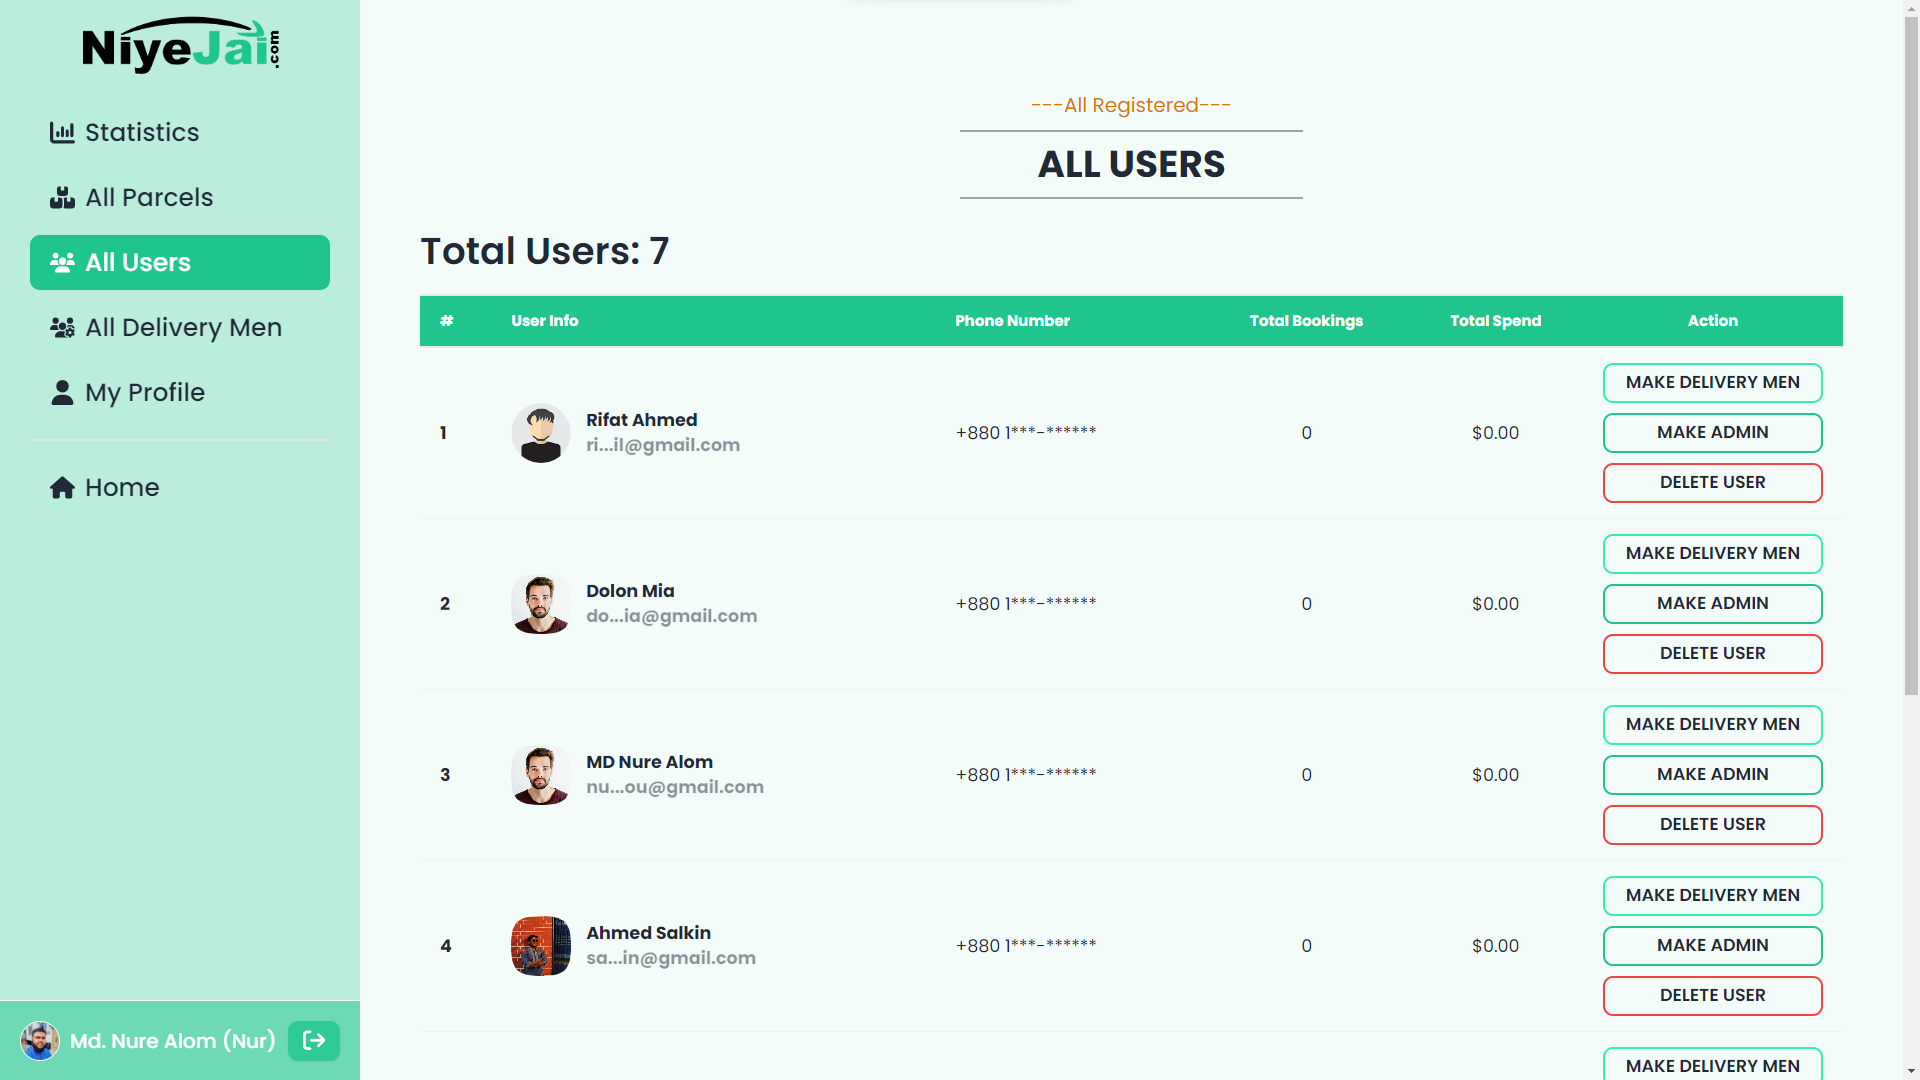 NiyeJai.com
Statistics
All Parcels
All Users
All Delivery Men
My Profile
Home
Md. Nure Alom (Nur)
---All Registered---
ALL USERS
Total Users: 7
# User Info Phone Number Total Bookings Total Spend Action
1 Rifat Ahmed ri...il@gmail.com +880 1***-****** 0 $0.00 MAKE DELIVERY MEN MAKE ADMIN DELETE USER
2 Dolon Mia do...ia@gmail.com +880 1***-****** 0 $0.00 MAKE DELIVERY MEN MAKE ADMIN DELETE USER
3 MD Nure Alom nu...ou@gmail.com +880 1***-****** 0 $0.00 MAKE DELIVERY MEN MAKE ADMIN DELETE USER
4 Ahmed Salkin sa...in@gmail.com +880 1***-****** 0 $0.00 MAKE DELIVERY MEN MAKE ADMIN DELETE USER
MAKE DELIVERY MEN